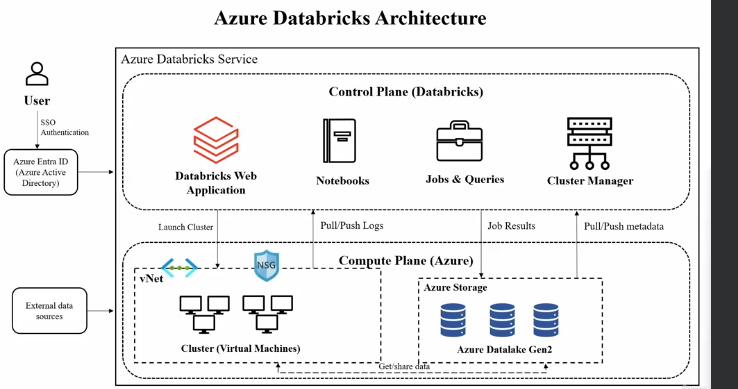 Azure Databricks Architecture
Azure Databricks Service
User
SSO
Authentication
Azure Entra ID
(Azure Active
Directory)
Control Plane (Databricks)
Databricks Web
Application
Notebooks
Jobs & Queries
Cluster Manager
Launch Cluster
Pull/Push Logs
Job Results
Pull/Push metadata
Compute Plane (Azure)
NSG
vNet
Cluster (Virtual Machines)
Azure Storage
Azure Datalake Gen2
External data
sources
Get/share data